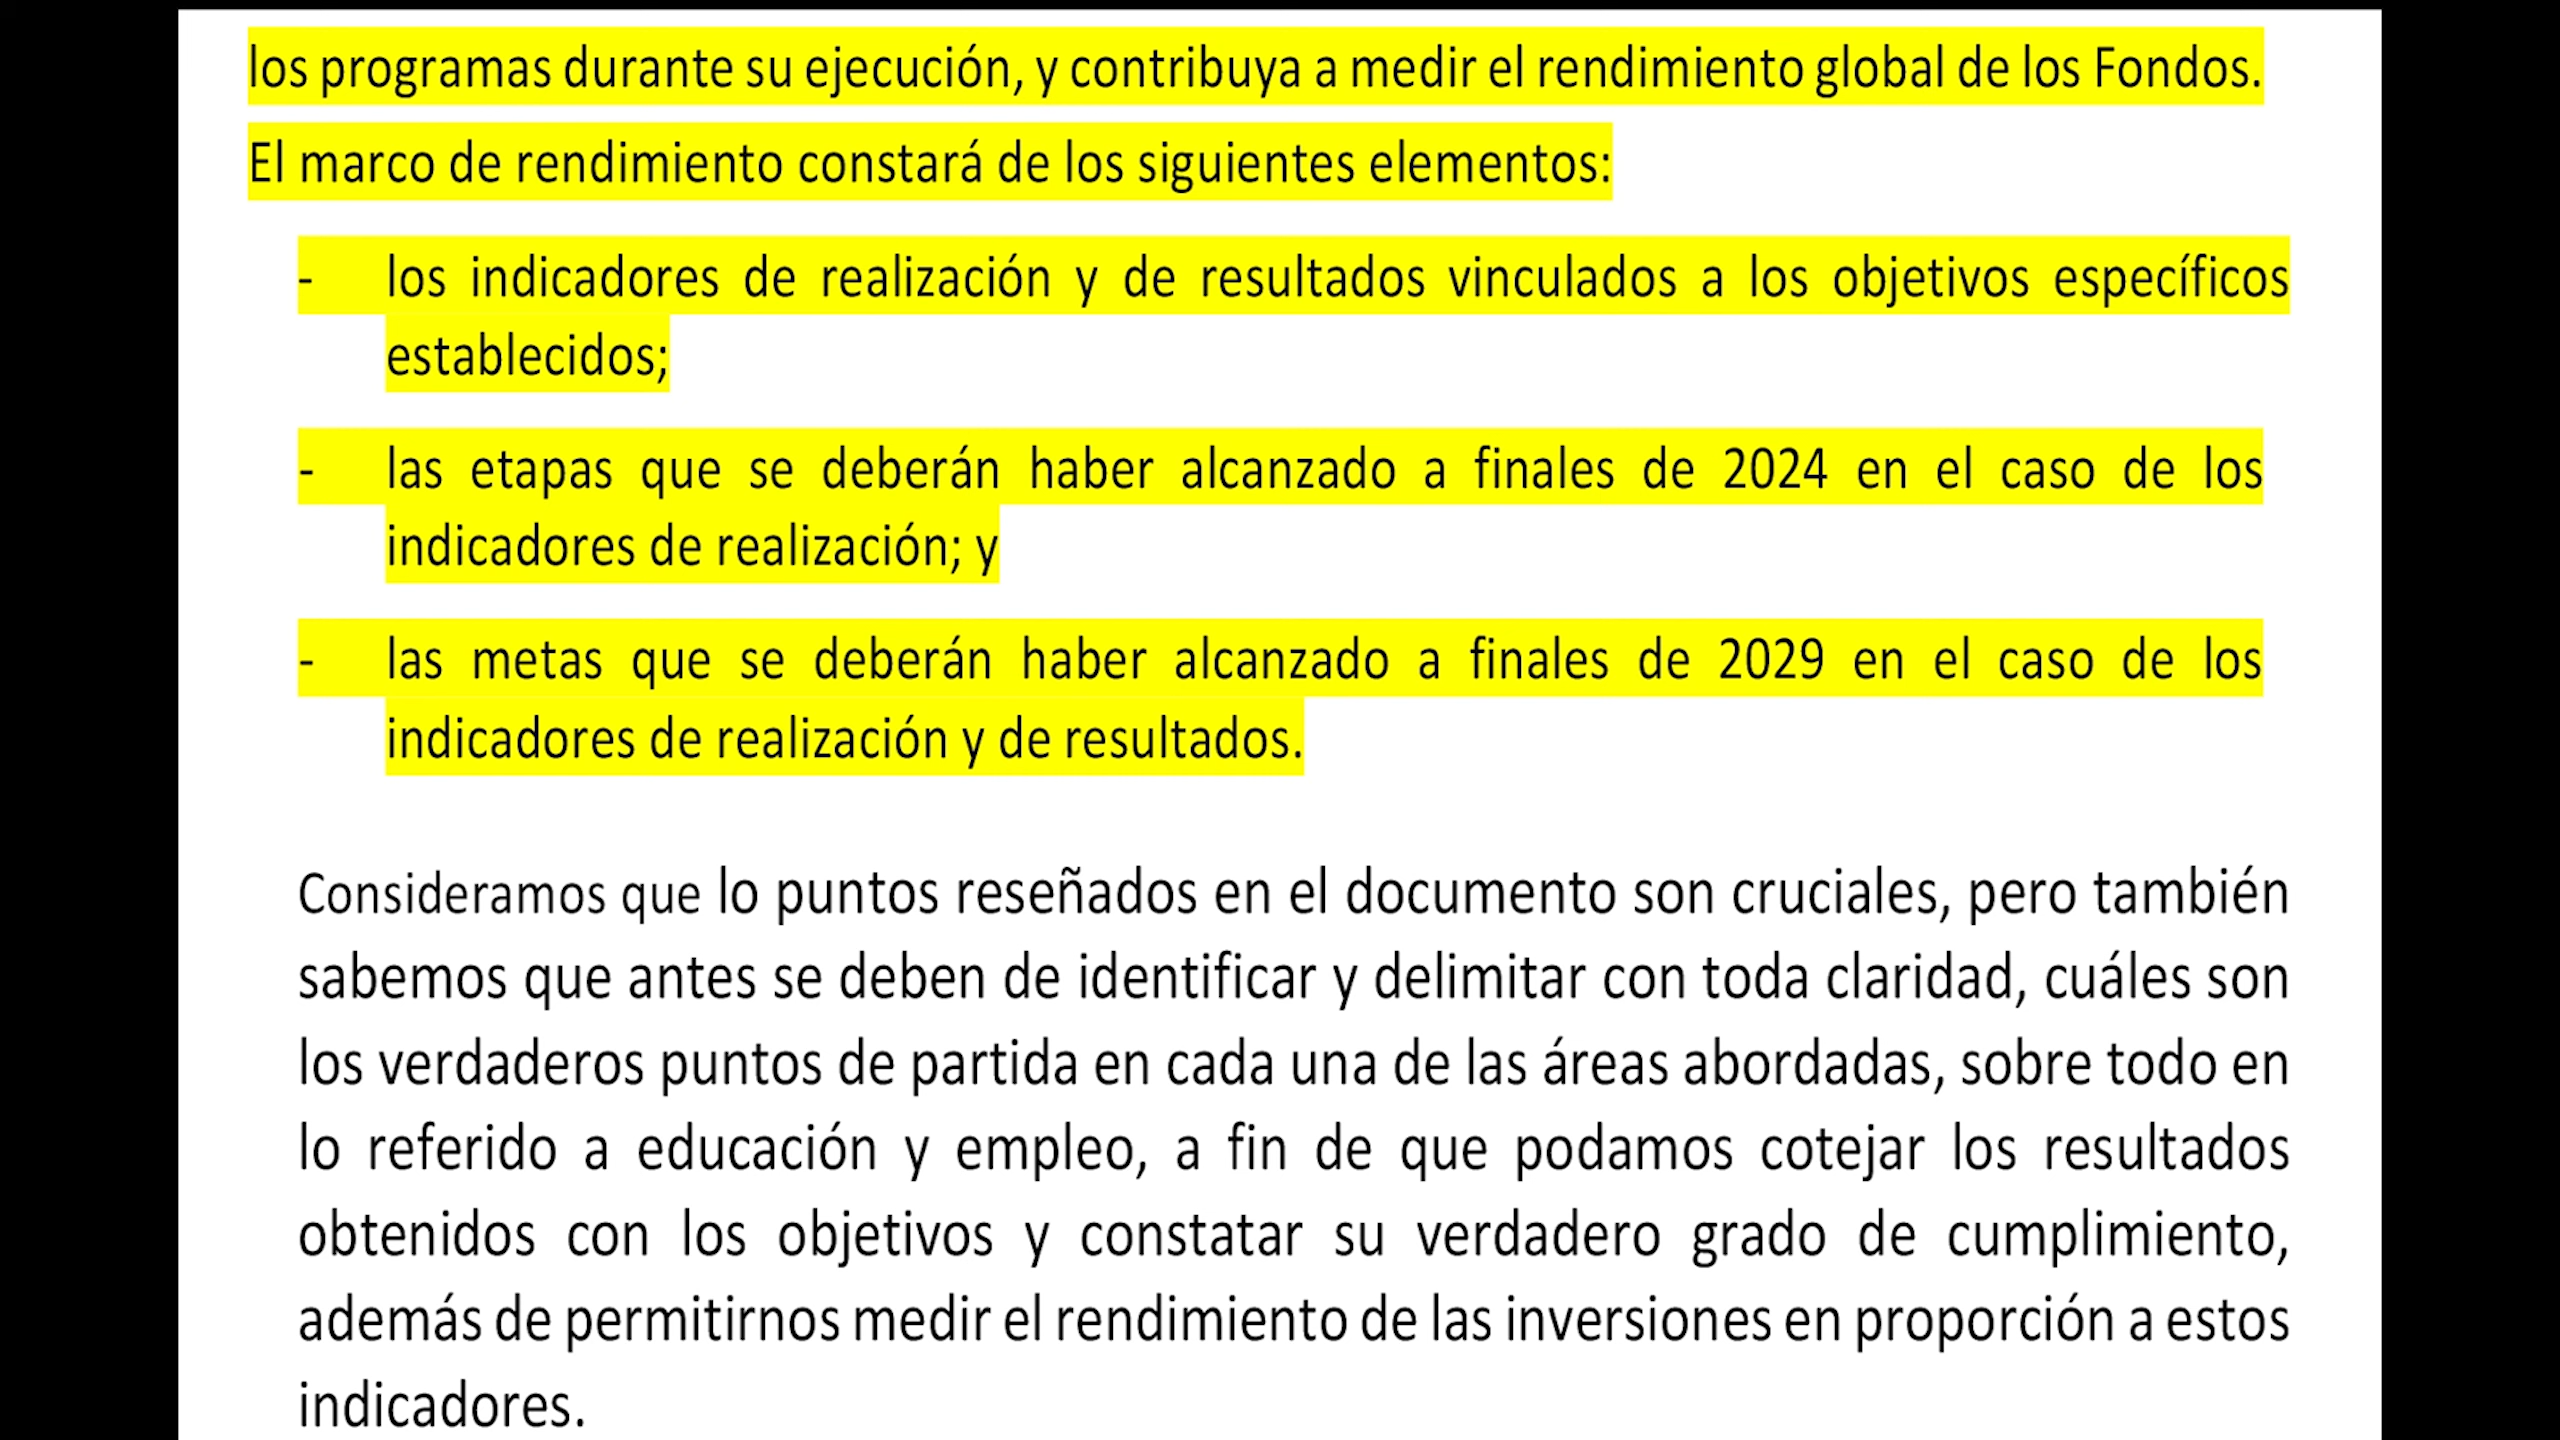 los programas durante su ejecución, y contribuya a medir el rendimiento global de los Fondos.
El marco de rendimiento constará de los siguientes elementos:
- los indicadores de realización y de resultados vinculados a los objetivos específicos
establecidos;
- las etapas que se deberán haber alcanzado a finales de 2024 en el caso de los
indicadores de realización; y
- las metas que se deberán haber alcanzado a finales de 2029 en el caso de los
indicadores de realización y de resultados.
Consideramos que lo puntos reseñados en el documento son cruciales, pero también
sabemos que antes se deben de identificar y delimitar con toda claridad, cuáles son
los verdaderos puntos de partida en cada una de las áreas abordadas, sobre todo en
lo referido a educación y empleo, a fin de que podamos cotejar los resultados
obtenidos con los objetivos y constatar su verdadero grado de cumplimiento,
además de permitirnos medir el rendimiento de las inversiones en proporción a estos
indicadores.